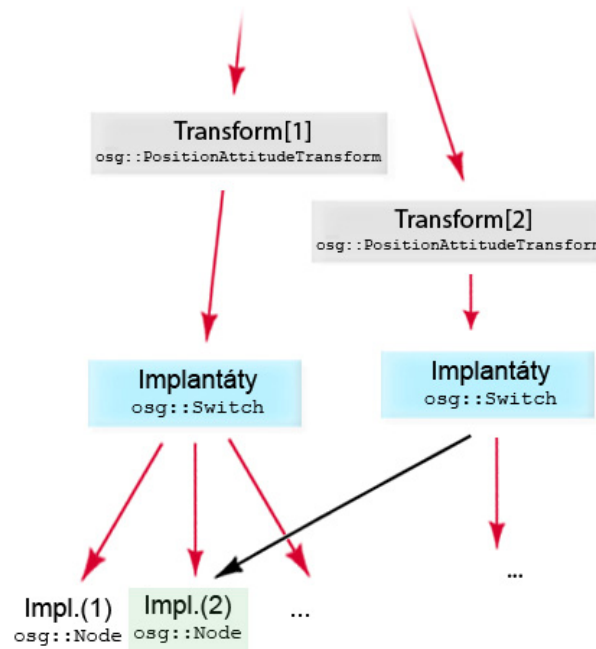 Transform[1]
osg::PositionAttitudeTransform
Transform[2]
osg::PositionAttitudeTransform
Implantáty
osg::Switch
Implantáty
osg::Switch
...
Impl.(1)
osg::Node
Impl.(2)
osg::Node
...